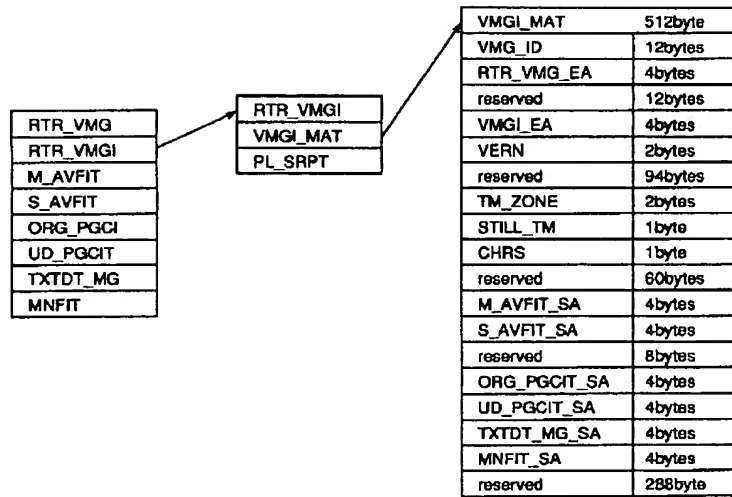 RTR_VMG
RTR_VMGI
M_AVFIT
S_AVFIT
ORG_PGCI
UD_PGCIT
TXTDT_MG
MNFIT
RTR_VMGI
VMGI_MAT
PL_SRPT
VMGI_MAT 512byte
VMG_ID 12bytes
RTR_VMG_EA 4bytes
reserved 12bytes
VMGI_EA 4bytes
VERN 2bytes
reserved 94bytes
TM_ZONE 2bytes
STILL_TM 1byte
CHRS 1byte
reserved 60bytes
M_AVFIT_SA 4bytes
S_AVFIT_SA 4bytes
reserved 8bytes
ORG_PGCIT_SA 4bytes
UD_PGCIT_SA 4bytes
TXTDT_MG_SA 4bytes
MNFIT_SA 4bytes
reserved 288byte